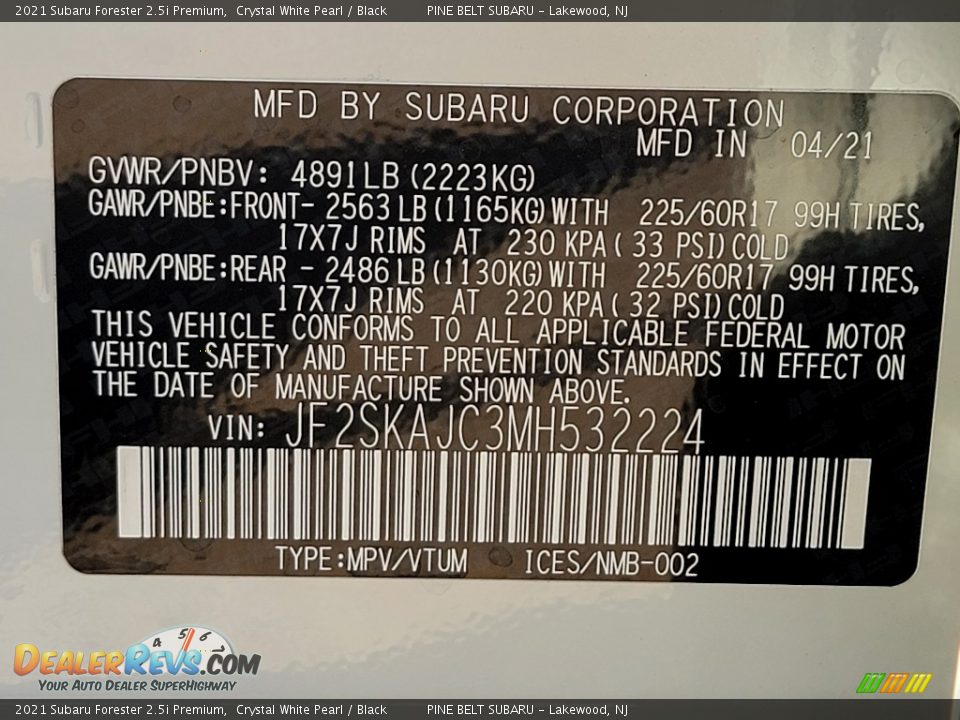 2021 Subaru Forester 2.5i Premium, Crystal White Pearl / Black PINE BELT SUBARU - Lakewood, NJ
MFD BY SUBARU CORPORATION
MFD IN 04/21
GVWR/PNBV: 4891LB (2223KG)
GAWR/PNBE:FRONT- 2563 LB (1165KG) WITH 225/60R17 99H TIRES,
17X7J RIMS AT 230 KPA ( 33 PSI) COLD
GAWR/PNBE:REAR - 2486 LB (1130KG) WITH 225/60R17 99H TIRES,
17X7J RIMS AT 220 KPA ( 32 PSI) COLD
THIS VEHICLE CONFORMS TO ALL APPLICABLE FEDERAL MOTOR
VEHICLE SAFETY AND THEFT PREVENTION STANDARDS IN EFFECT ON
THE DATE OF MANUFACTURE SHOWN ABOVE.
VIN: JF2SKAJC3MH532224
TYPE:MPV/VTUM ICES/NMB-002
4 5 6
DEALERREVS.COM
YOUR AUTO DEALER SUPERHIGHWAY
2021 Subaru Forester 2.5i Premium, Crystal White Pearl / Black PINE BELT SUBARU - Lakewood, NJ